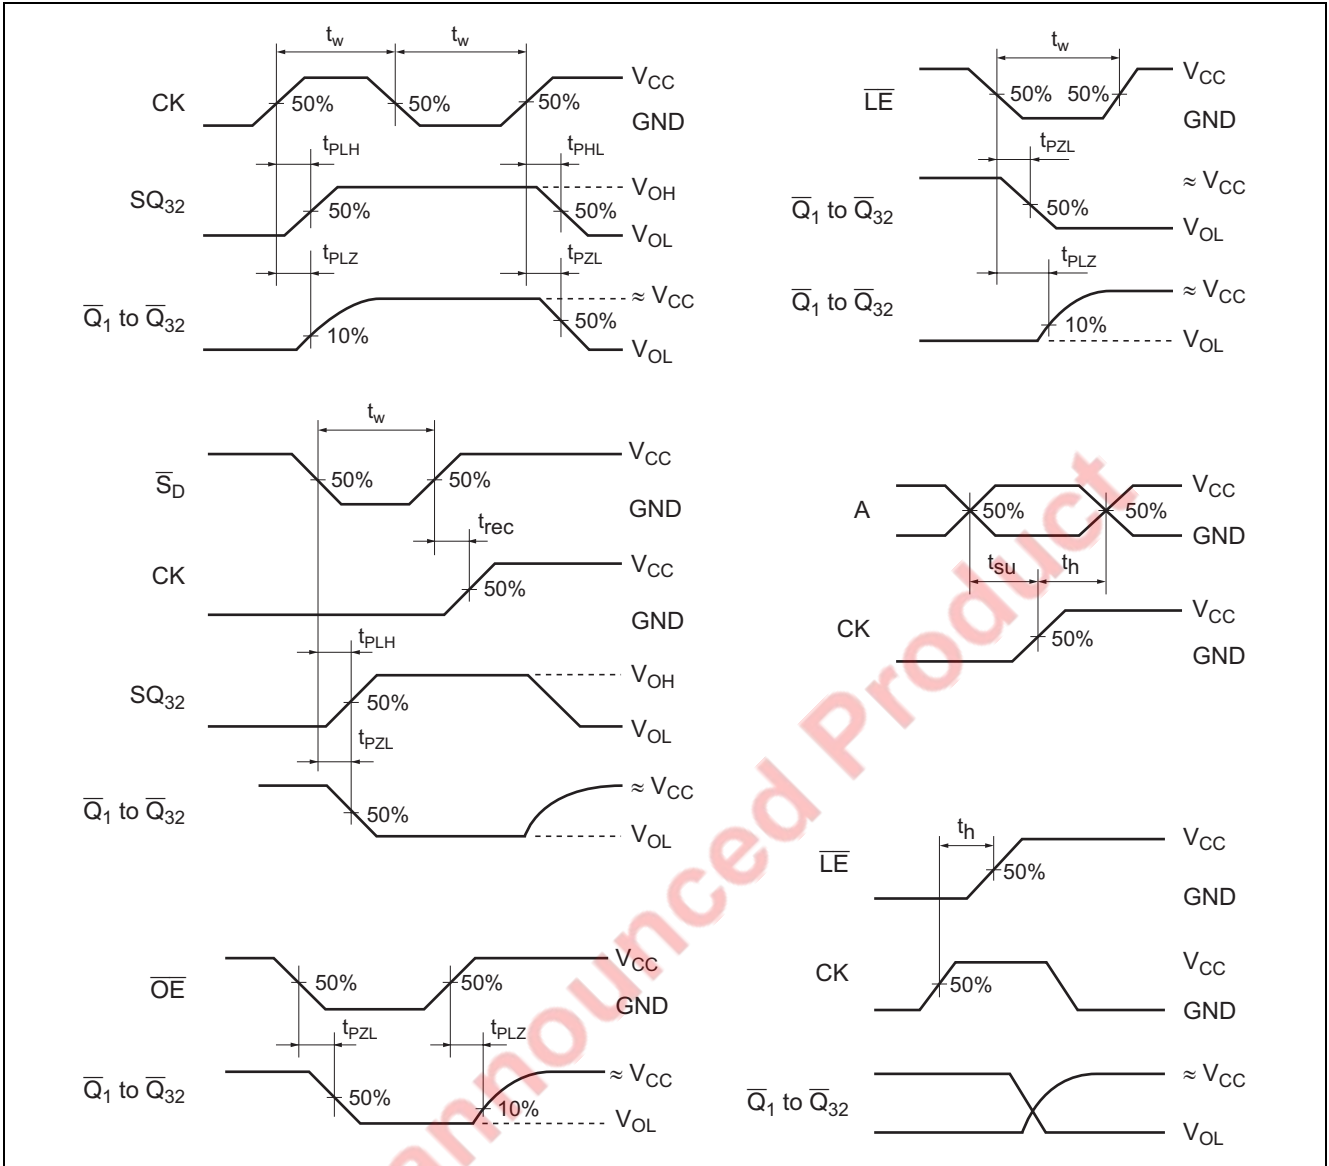 t_w t_w
CK 50% 50% 50% V_CC
GND
t_PLH t_PHL
SQ_32 50% 50% V_OH
V_OL
t_PLZ t_PZL
Q̅_1 to Q̅_32 10% 50% ≈ V_CC
V_OL
t_w
L̅E̅ 50% 50% V_CC
GND
t_PZL
Q̅_1 to Q̅_32 50% ≈ V_CC
V_OL
t_PLZ
Q̅_1 to Q̅_32 10% ≈ V_CC
V_OL
t_w
S̅_D 50% 50% V_CC
GND
t_rec
CK 50% V_CC
GND
t_PLH
SQ_32 50% V_OH
V_OL
t_PZL
Q̅_1 to Q̅_32 50% ≈ V_CC
V_OL
A 50% 50% V_CC
GND
t_su t_h
CK 50% V_CC
GND
O̅E̅ 50% 50% V_CC
GND
t_PZL t_PLZ
Q̅_1 to Q̅_32 50% 10% ≈ V_CC
V_OL
t_h
L̅E̅ 50% V_CC
GND
CK 50% V_CC
GND
Q̅_1 to Q̅_32 ≈ V_CC
V_OL
announced Product